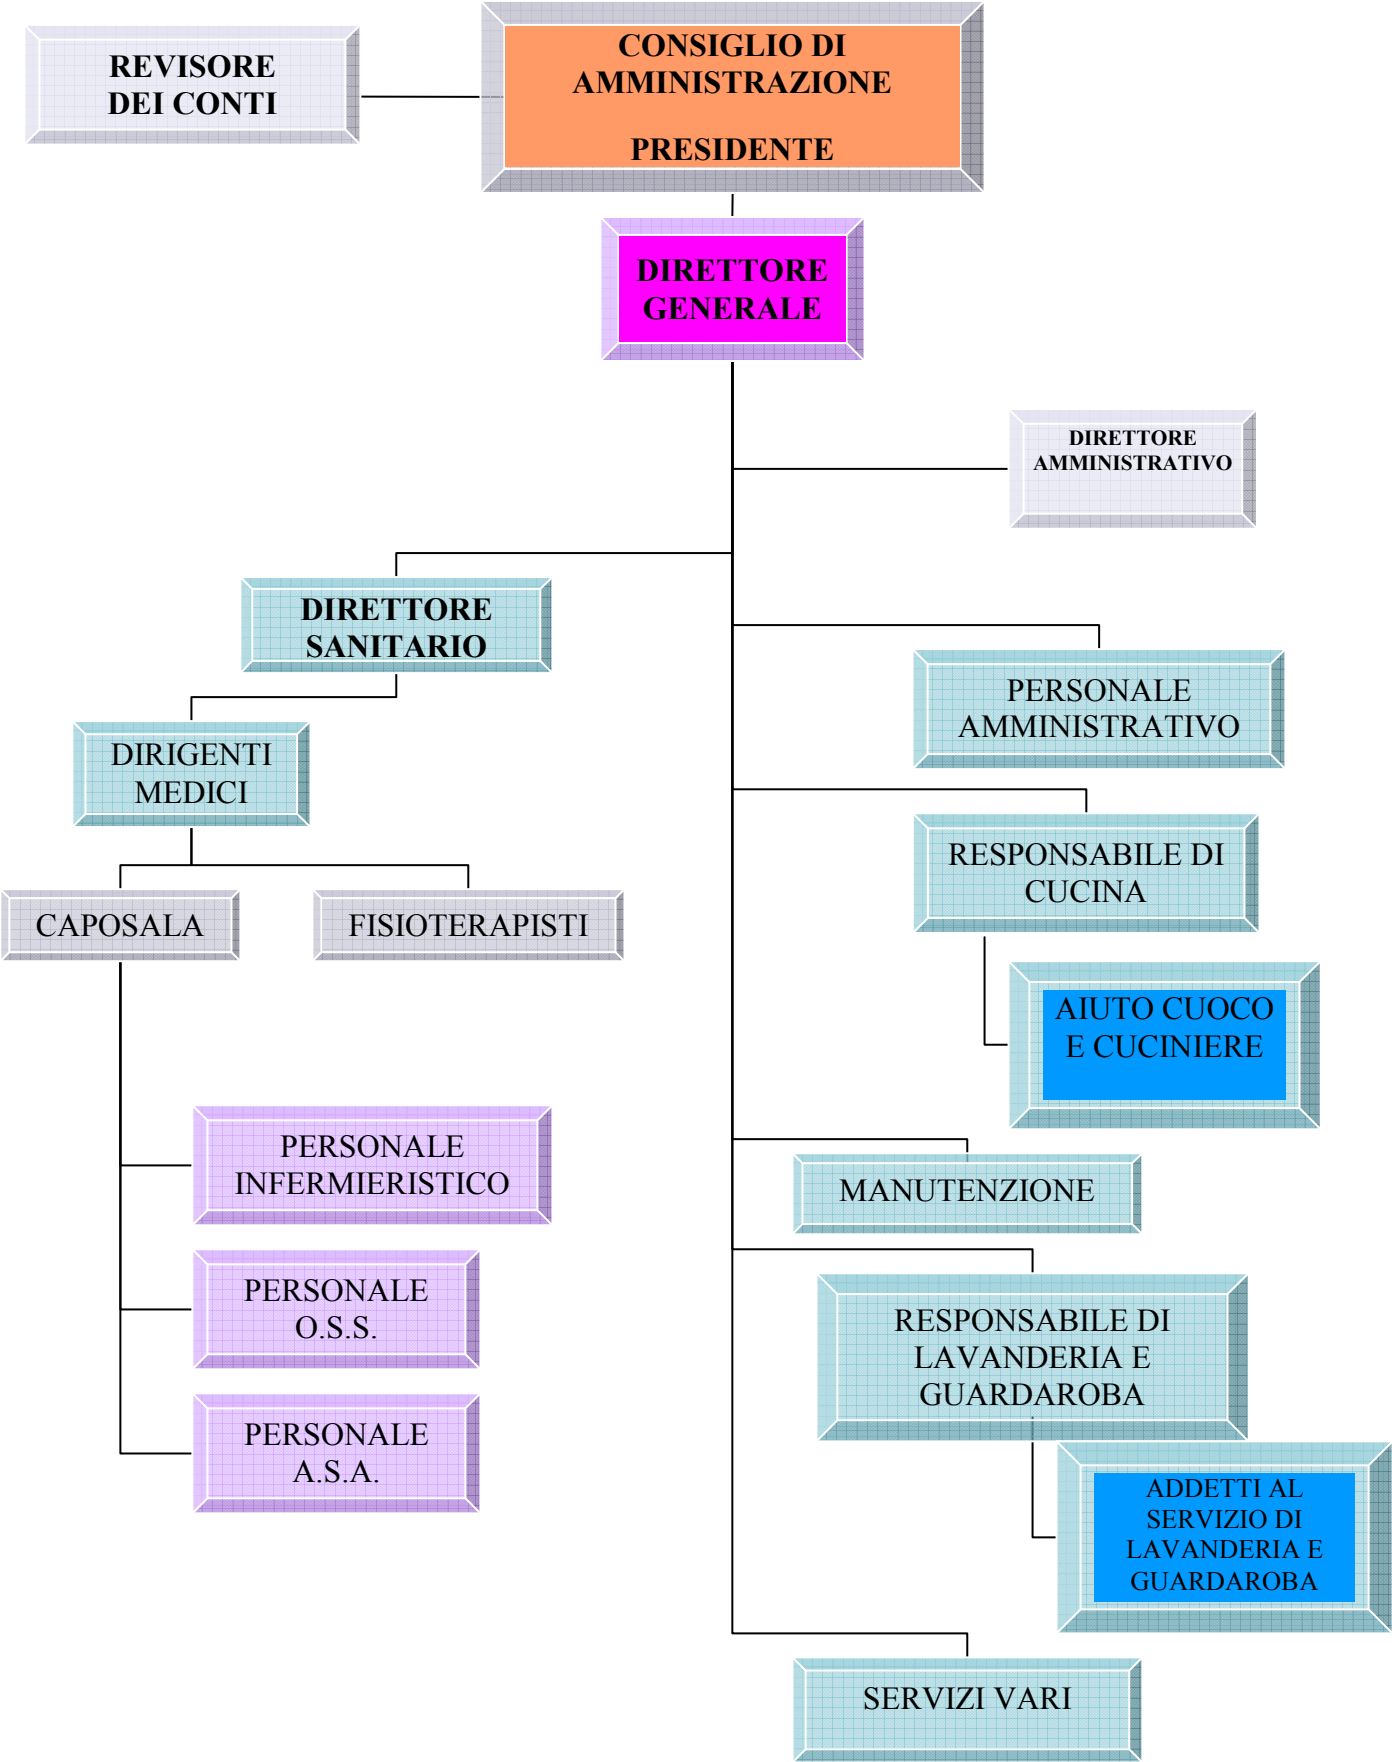 REVISORE
DEI CONTI
CONSIGLIO DI
AMMINISTRAZIONE
PRESIDENTE
DIRETTORE
GENERALE
DIRETTORE
AMMINISTRATIVO
DIRETTORE
SANITARIO
PERSONALE
AMMINISTRATIVO
DIRIGENTI
MEDICI
RESPONSABILE DI
CUCINA
CAPOSALA
FISIOTERAPISTI
AIUTO CUOCO
E CUCINIERE
PERSONALE
INFERMIERISTICO
MANUTENZIONE
PERSONALE
O.S.S.
RESPONSABILE DI
LAVANDERIA E
GUARDAROBA
PERSONALE
A.S.A.
ADDETTI AL
SERVIZIO DI
LAVANDERIA E
GUARDAROBA
SERVIZI VARI